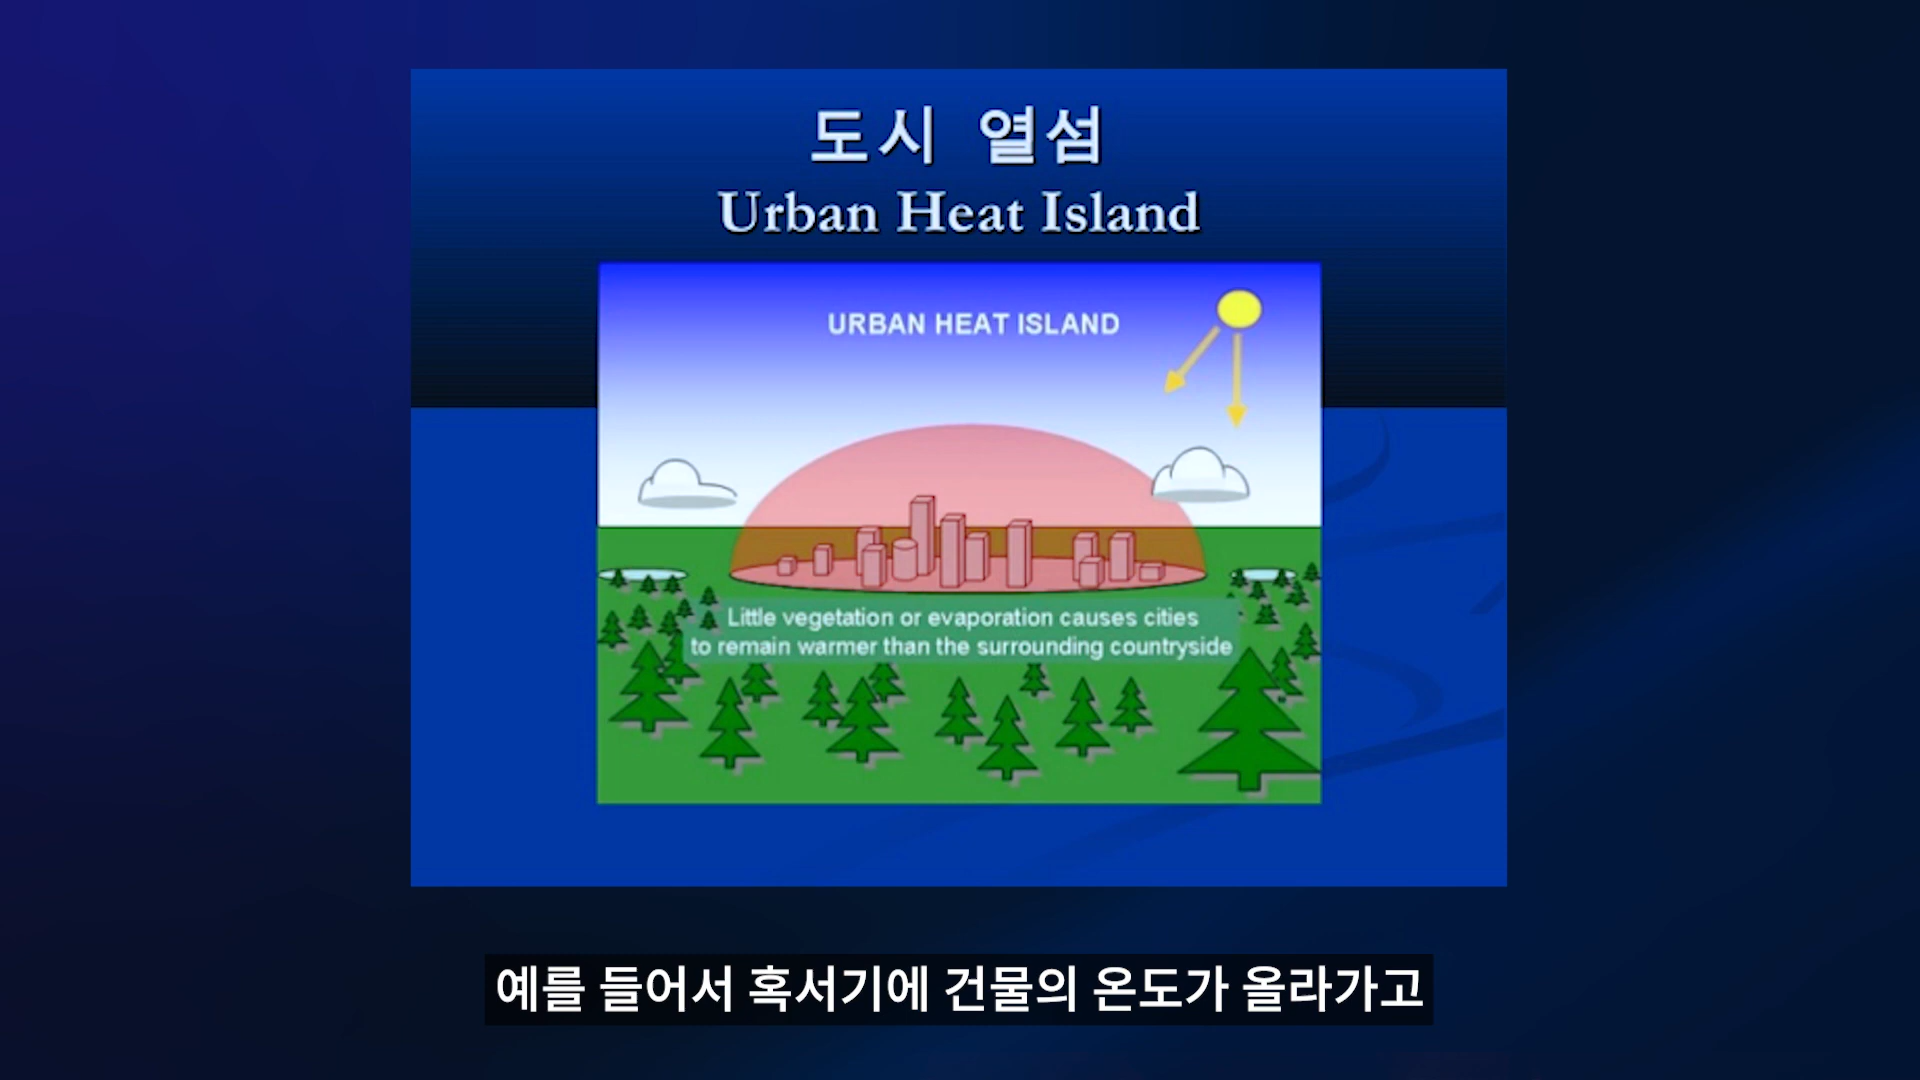 도시 열섬
Urban Heat Island
URBAN HEAT ISLAND
Little vegetation or evaporation causes cities
to remain warmer than the surrounding countryside
예를 들어서 혹서기에 건물의 온도가 올라가고